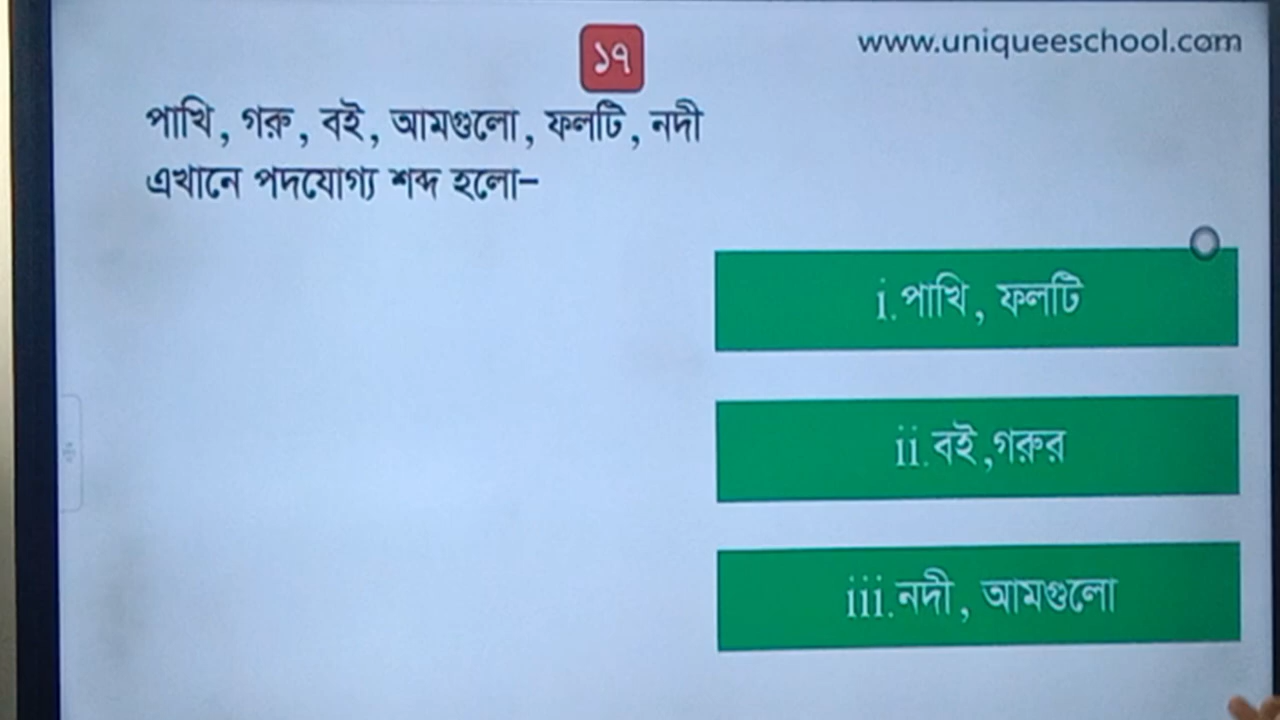 ১৭
www.uniqueeschool.com
পাখি, গরু, বই, আমগুলো, ফলটি, নদী
এখানে পদযোগ্য শব্দ হলো–
i.পাখি, ফলটি
ii.বই,গরুর
iii.নদী, আমগুলো